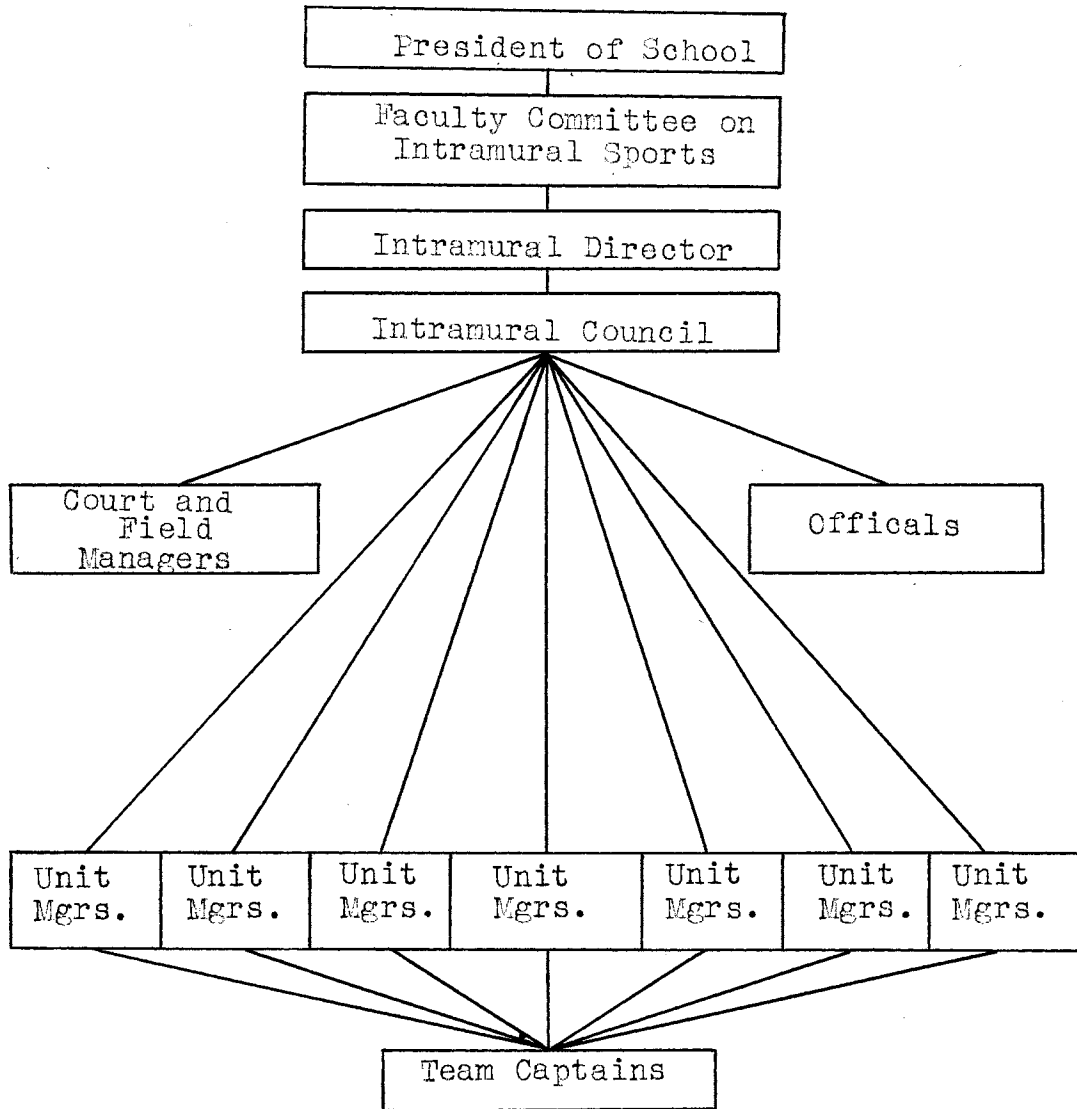 President of School
Faculty Committee on
Intramural Sports
Intramural Director
Intramural Council
Court and
Field
Managers
Officals
Unit
Mgrs.
Unit
Mgrs.
Unit
Mgrs.
Unit
Mgrs.
Unit
Mgrs.
Unit
Mgrs.
Unit
Mgrs.
Team Captains